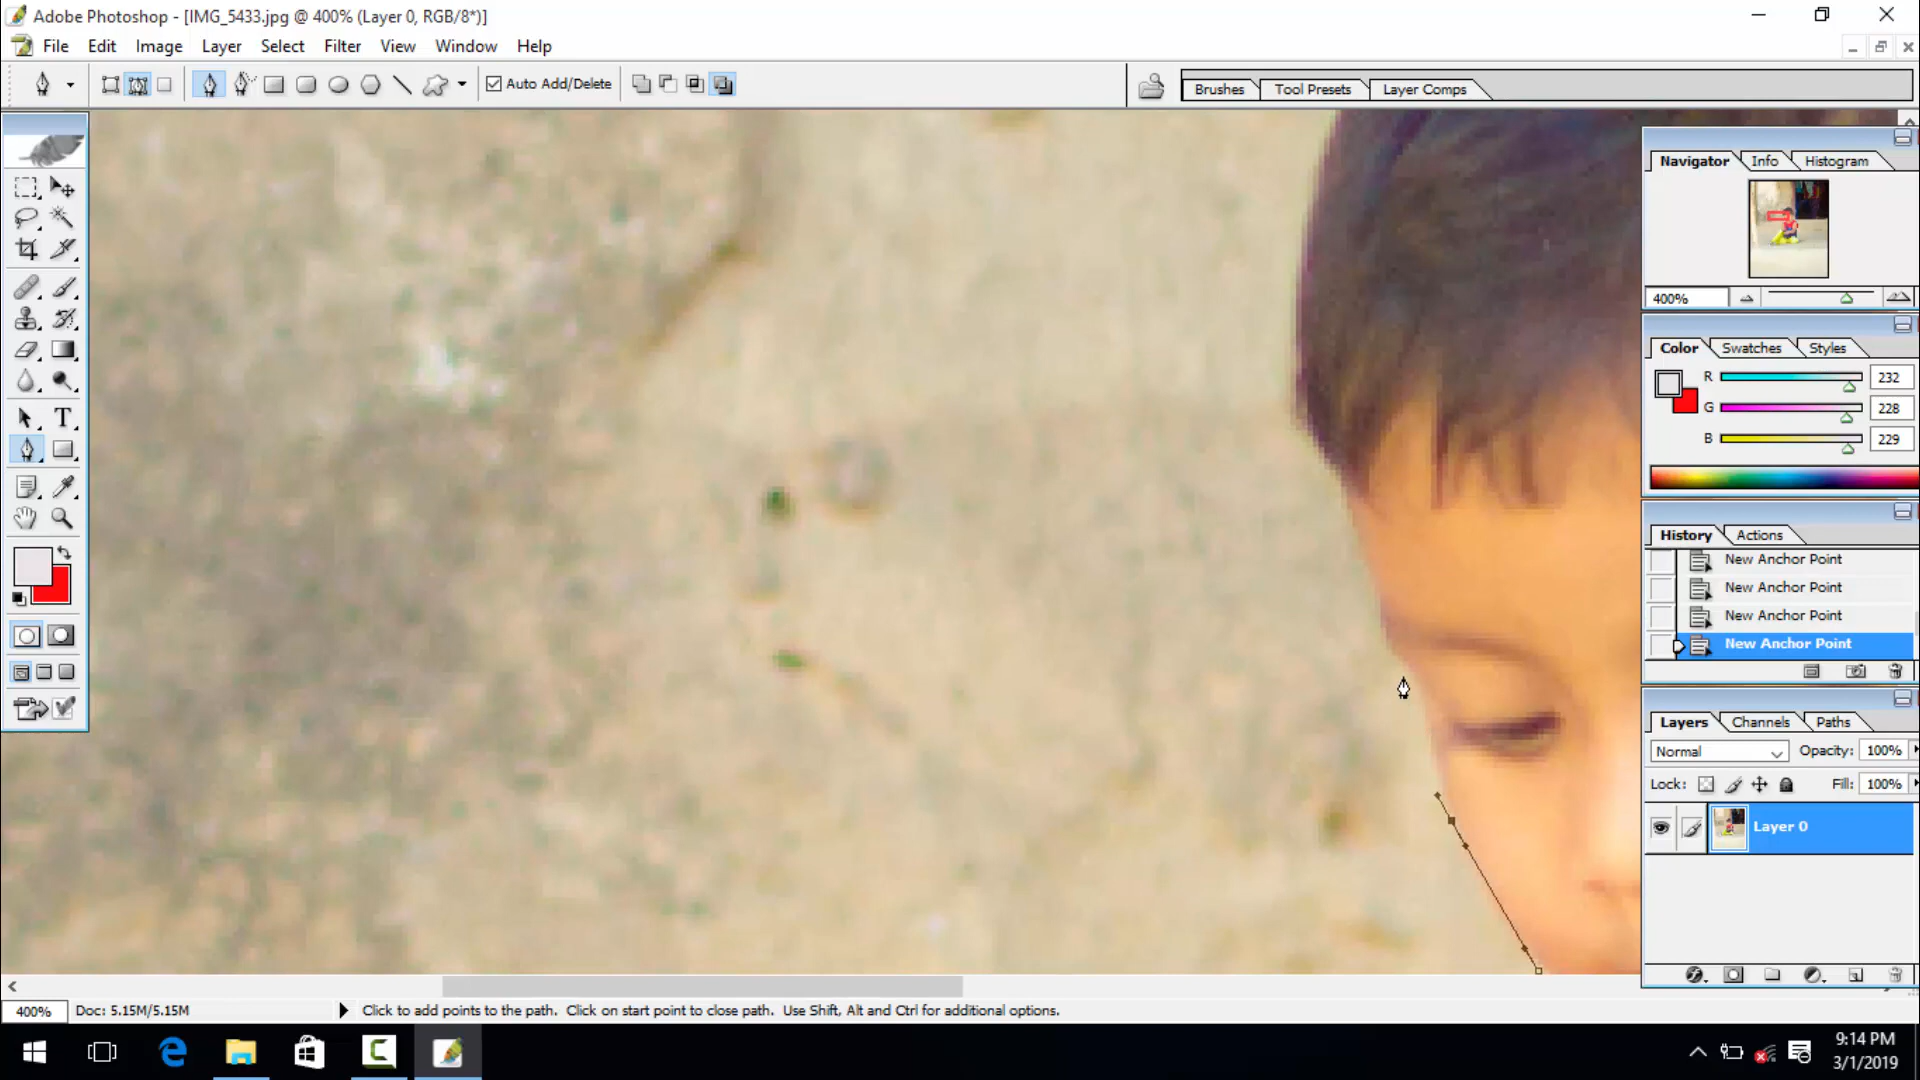 Adobe Photoshop - [IMG_5433.jpg @ 400% (Layer 0, RGB/8*)]
File Edit Image Layer Select Filter View Window Help
Auto Add/Delete
Brushes Tool Presets Layer Comps
Navigator Info Histogram
400%
Color Swatches Styles
R 232
G 228
B 229
T
History Actions
New Anchor Point
New Anchor Point
New Anchor Point
New Anchor Point
Layers Channels Paths
Normal Opacity: 100%
Lock: Fill: 100%
Layer 0
400% Doc: 5.15M/5.15M Click to add points to the path. Click on start point to close path. Use Shift, Alt and Ctrl for additional options.
9:14 PM
3/1/2019